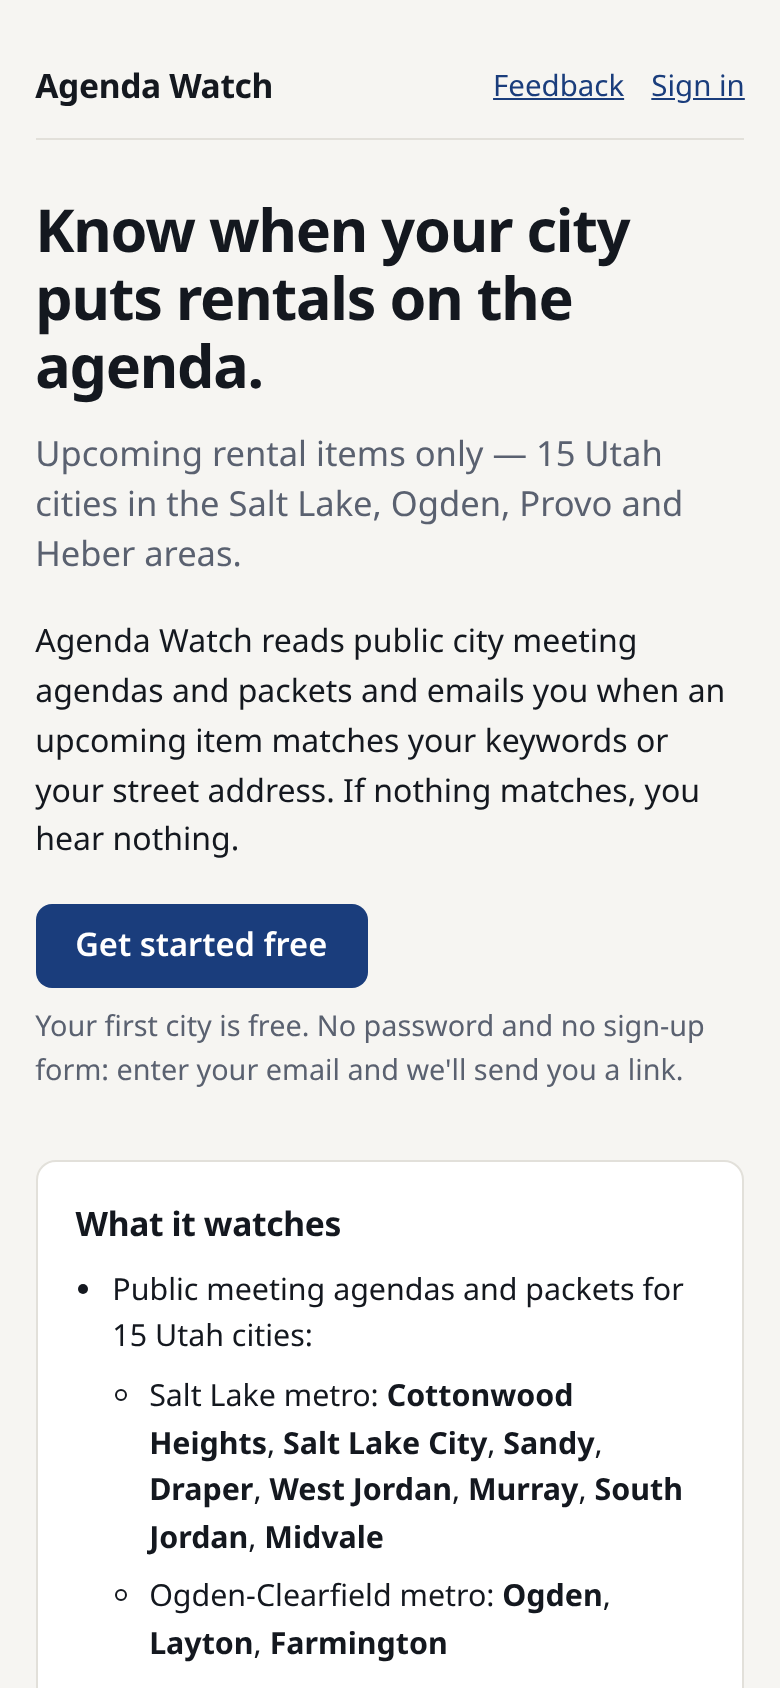 Agenda Watch
Feedback
Sign in
Know when your city
puts rentals on the
agenda.
Upcoming rental items only — 15 Utah
cities in the Salt Lake, Ogden, Provo and
Heber areas.
Agenda Watch reads public city meeting
agendas and packets and emails you when an
upcoming item matches your keywords or
your street address. If nothing matches, you
hear nothing.
Get started free
Your first city is free. No password and no sign-up
form: enter your email and we'll send you a link.
What it watches
• Public meeting agendas and packets for
15 Utah cities:
◦ Salt Lake metro: Cottonwood
Heights, Salt Lake City, Sandy,
Draper, West Jordan, Murray, South
Jordan, Midvale
◦ Ogden-Clearfield metro: Ogden,
Layton, Farmington